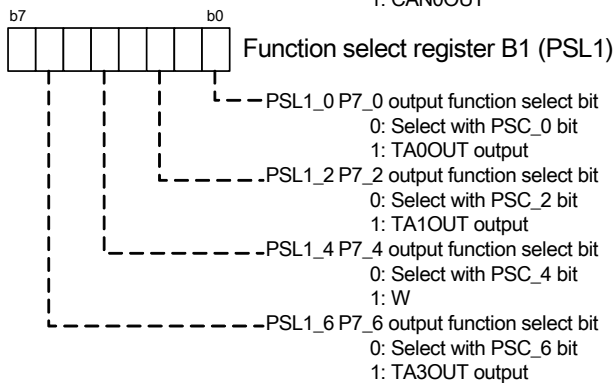 1: CAN0OUT
b7 b0
Function select register B1 (PSL1)
PSL1_0 P7_0 output function select bit
0: Select with PSC_0 bit
1: TA0OUT output
PSL1_2 P7_2 output function select bit
0: Select with PSC_2 bit
1: TA1OUT output
PSL1_4 P7_4 output function select bit
0: Select with PSC_4 bit
1: W
PSL1_6 P7_6 output function select bit
0: Select with PSC_6 bit
1: TA3OUT output